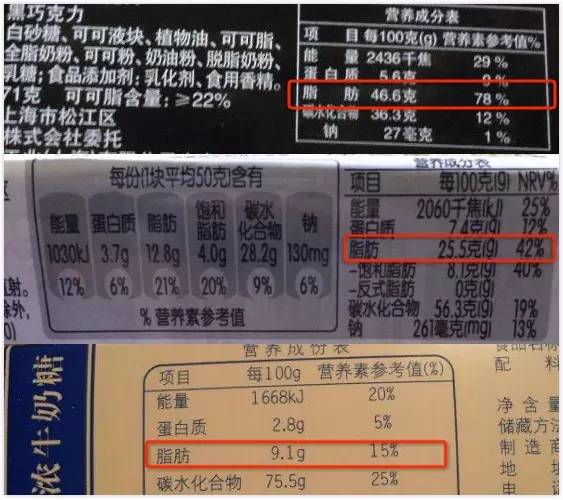 黑巧克力
白砂糖、可可液块、植物油、可可脂、
全脂奶粉、可可粉、奶油粉、脱脂奶粉、
乳糖；食品添加剂：乳化剂、食用香精。
71克 可可脂含量：≥22%
上海市松江区
株式会社委托
营养成分表
项 目 每100克(g) 营养素参考值%
能 量 2436千焦 29%
蛋白质 5.6克 9%
脂 肪 46.6克 78%
碳水化合物 36.3克 12%
钠 27毫克 1%
每份(1块平均50克)含有
能量 蛋白质 脂肪 饱和脂肪 碳水化合物 钠
1030kJ 3.7g 12.8g 4.0g 28.2g 130mg
12% 6% 21% 20% 9% 6%
% 营养素参考值
营养成分表
项目 每100克(g) NRV%
能量 2060千焦(kJ) 25%
蛋白质 7.4克(g) 12%
脂肪 25.5克(g) 42%
-饱和脂肪 8.1克(g) 40%
-反式脂肪 0克(g)
碳水化合物 56.3克(g) 19%
钠 261毫克(mg) 13%
射。
除外,
0)
浓牛奶糖
营养成份表
项目 每100g 营养素参考值(%)
能量 1668kJ 20%
蛋白质 2.8g 5%
脂肪 9.1g 15%
碳水化合物 75.5g 25%
食品名称
配 料
净含量
储藏方法
制造商
地 址
电 话